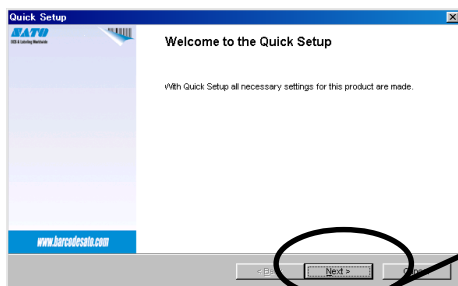 Quick Setup
SATO
Welcome to the Quick Setup
With Quick Setup all necessary settings for this product are made.
www.barcodesato.com
Next >